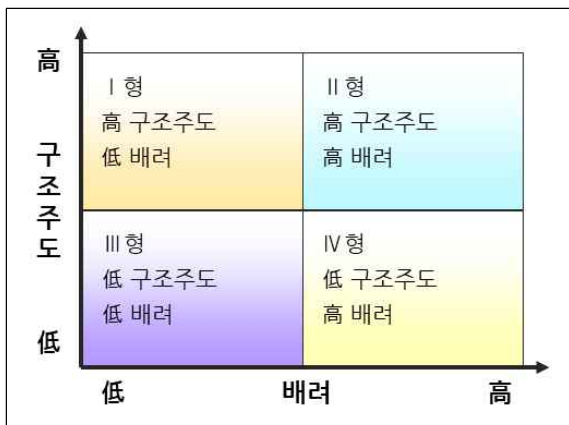 高
구조주도
低
Ⅰ형
高 구조주도
低 배려
Ⅱ형
高 구조주도
高 배려
Ⅲ형
低 구조주도
低 배려
Ⅳ형
低 구조주도
高 배려
低
배려
高